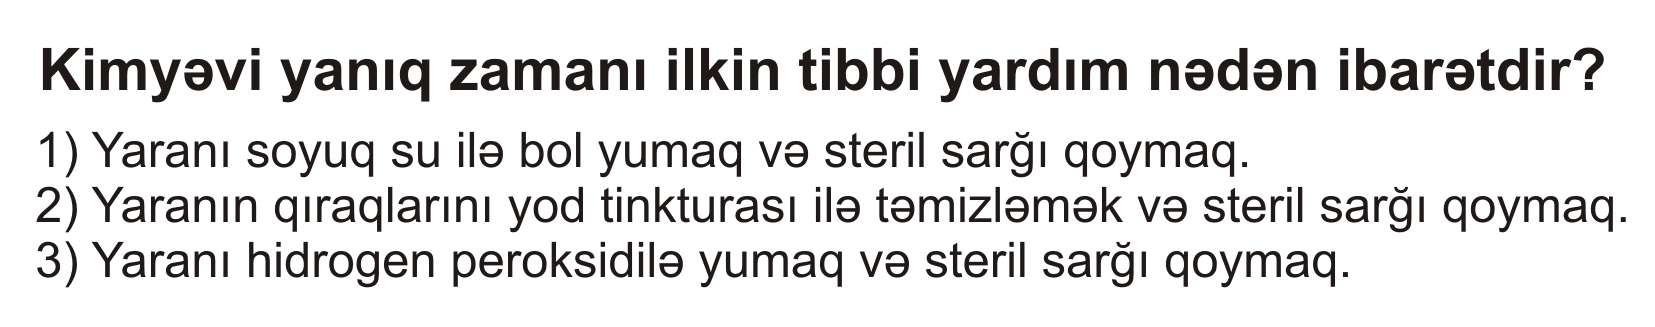 Kimyəvi yanıq zamanı ilkin tibbi yardım nədən ibarətdir?
1) Yaranı soyuq su ilə bol yumaq və steril sarğı qoymaq.
2) Yaranın qıraqlarını yod tinkturası ilə təmizləmək və steril sarğı qoymaq.
3) Yaranı hidrogen peroksidilə yumaq və steril sarğı qoymaq.